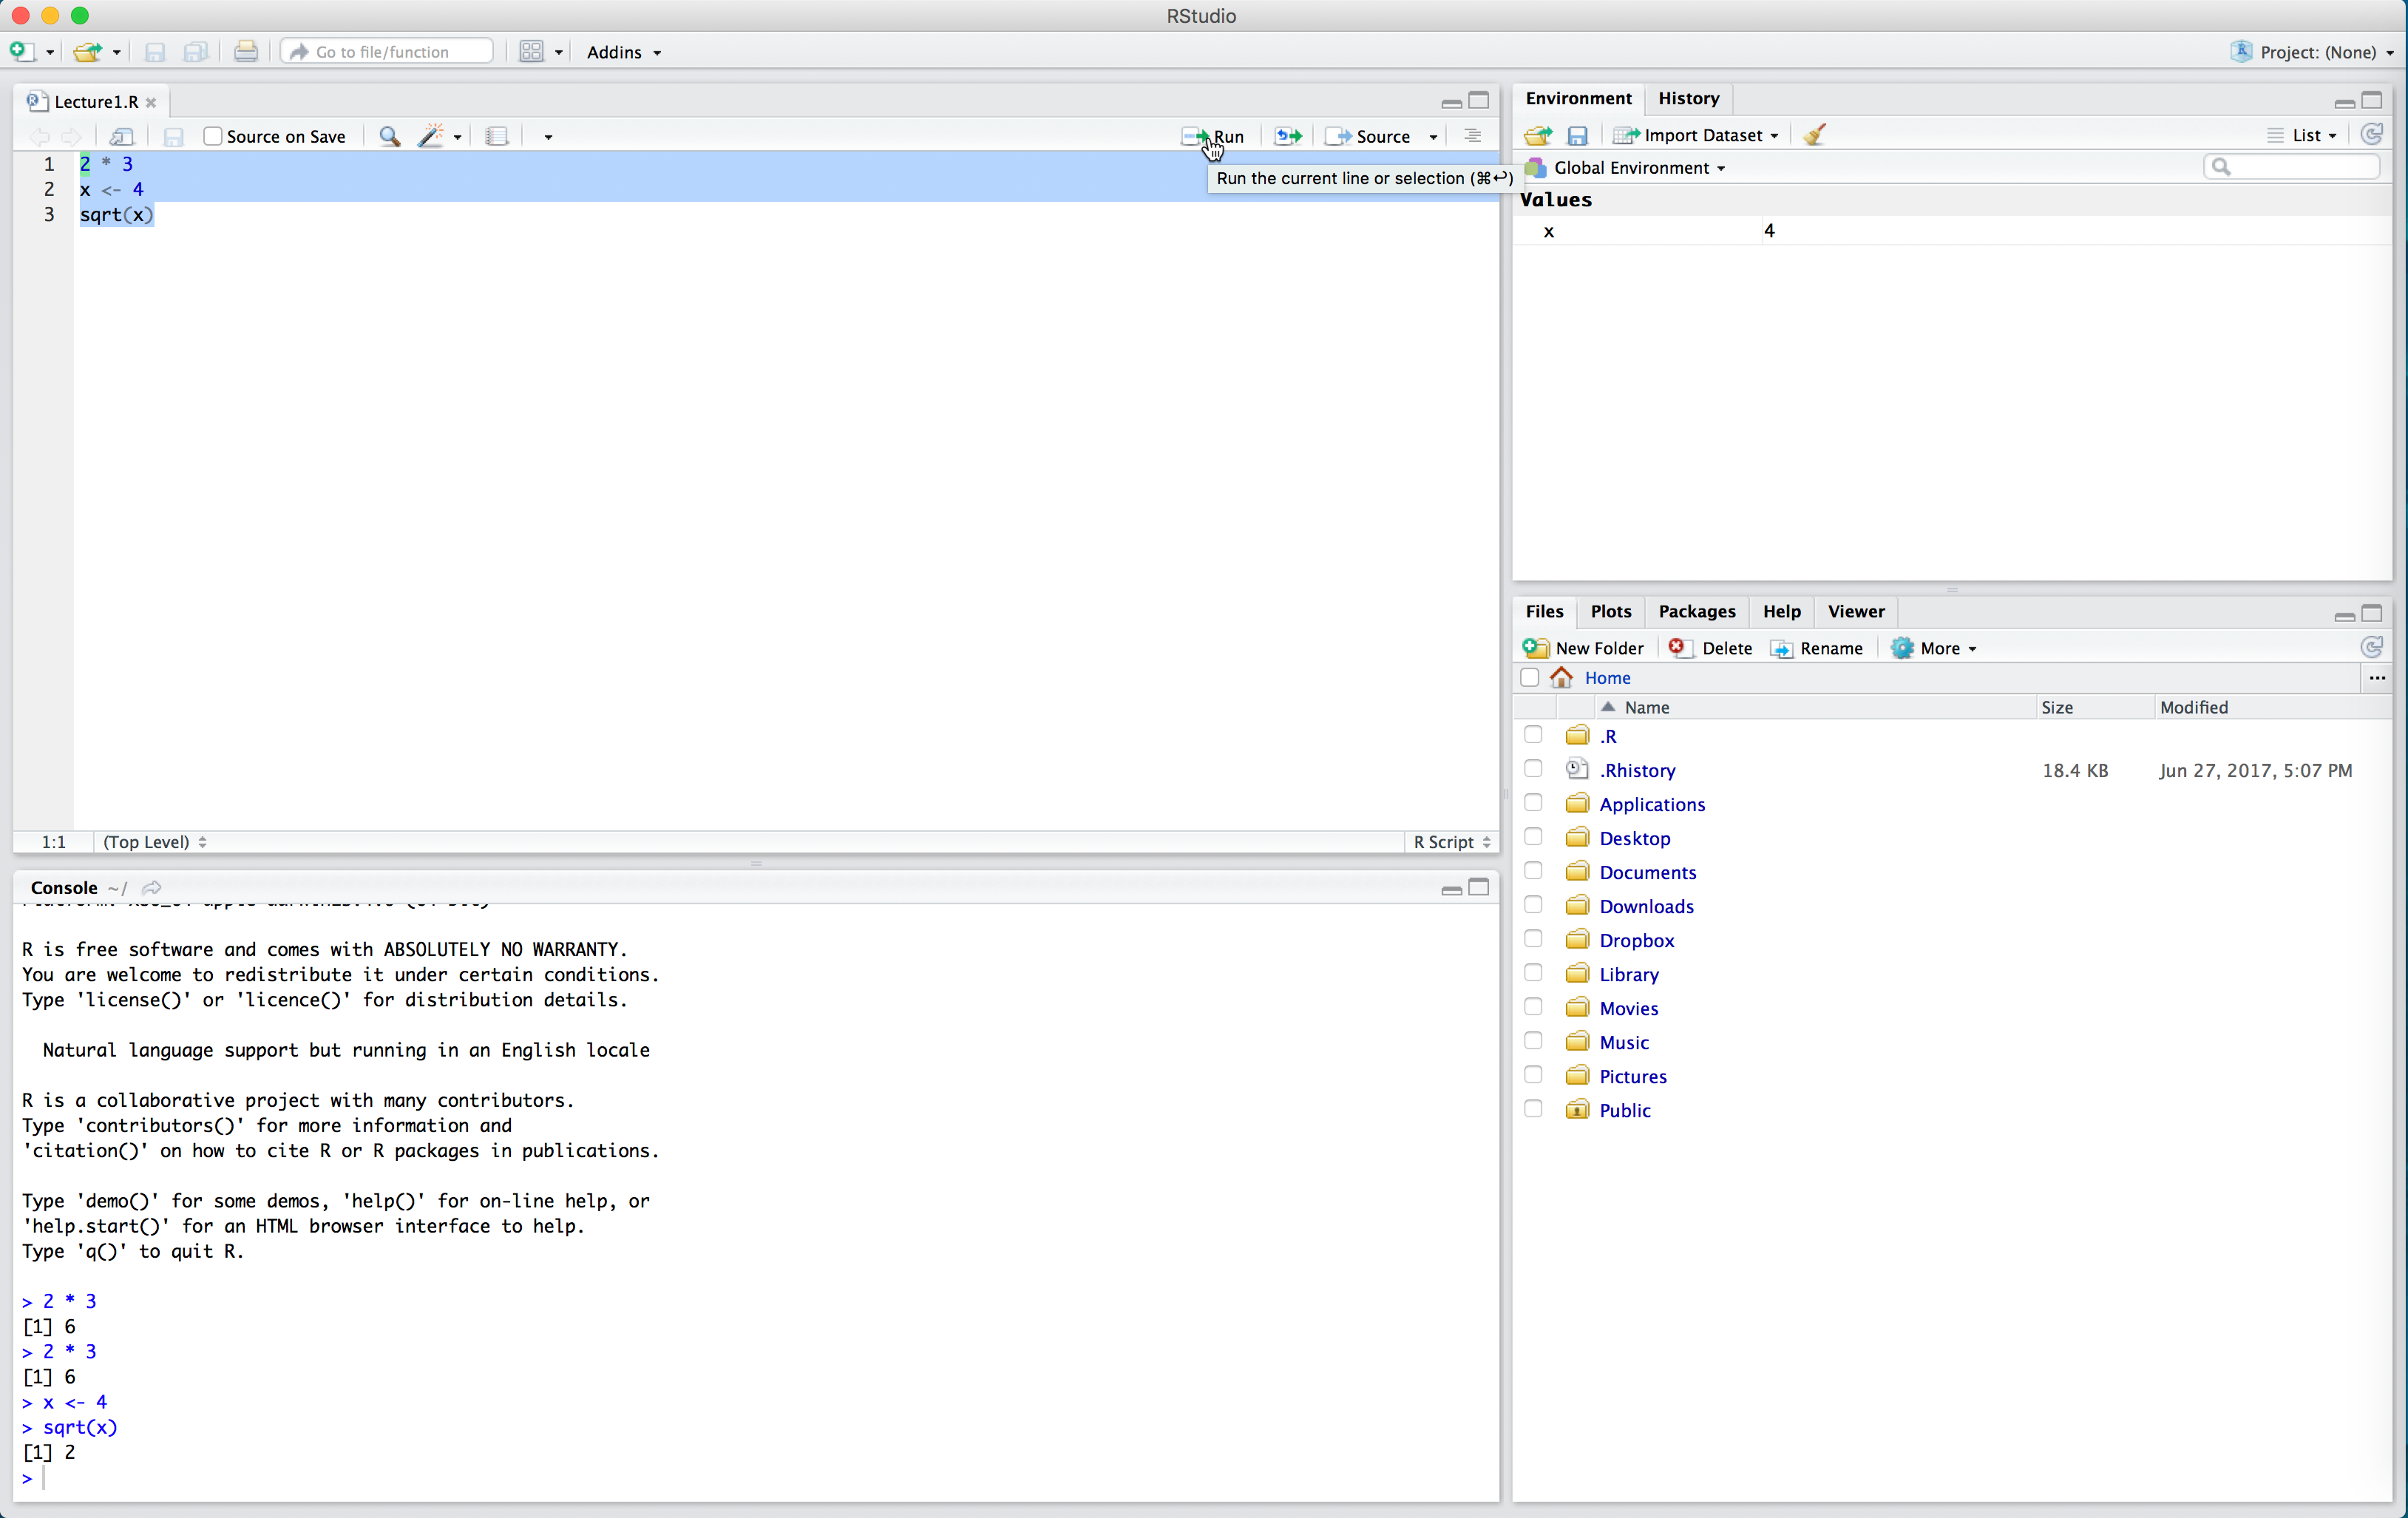 RStudio
Go to file/function
Addins
Project: (None)
Lecture1.R
Source on Save
Run
Source
1 2 * 3
2 x <- 4
3 sqrt(x)
Run the current line or selection (⌘↩)
1:1 (Top Level) R Script
Console ~/
R is free software and comes with ABSOLUTELY NO WARRANTY.
You are welcome to redistribute it under certain conditions.
Type 'license()' or 'licence()' for distribution details.
Natural language support but running in an English locale
R is a collaborative project with many contributors.
Type 'contributors()' for more information and
'citation()' on how to cite R or R packages in publications.
Type 'demo()' for some demos, 'help()' for on-line help, or
'help.start()' for an HTML browser interface to help.
Type 'q()' to quit R.
> 2 * 3
[1] 6
> 2 * 3
[1] 6
> x <- 4
> sqrt(x)
[1] 2
>
Environment History
Import Dataset List
Global Environment
Values
x 4
Files Plots Packages Help Viewer
New Folder Delete Rename More
Home ...
Name Size Modified
.R
.Rhistory 18.4 KB Jun 27, 2017, 5:07 PM
Applications
Desktop
Documents
Downloads
Dropbox
Library
Movies
Music
Pictures
Public